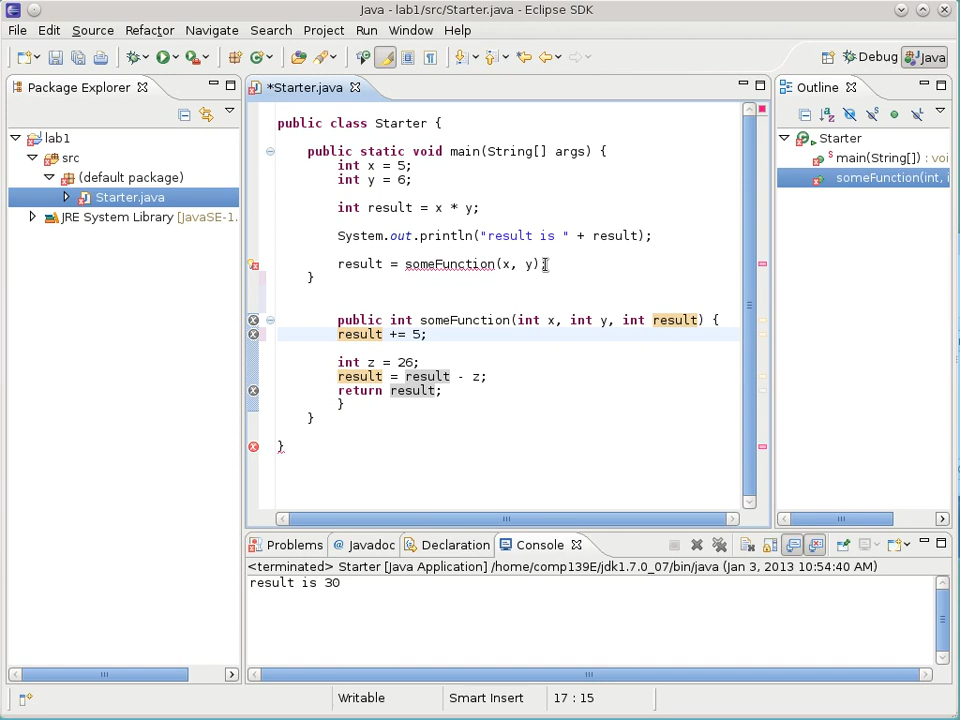 Java - lab1/src/Starter.java - Eclipse SDK
File Edit Source Refactor Navigate Search Project Run Window Help
Debug Java
Package Explorer
*Starter.java
Outline
lab1
src
(default package)
Starter.java
JRE System Library [JavaSE-1.
public class Starter {
public static void main(String[] args) {
int x = 5;
int y = 6;
int result = x * y;
System.out.println("result is " + result);
result = someFunction(x, y);
}
public int someFunction(int x, int y, int result) {
result += 5;
int z = 26;
result = result - z;
return result;
}
}
}
Starter
main(String[]) : voi
someFunction(int, i
Problems Javadoc Declaration Console
<terminated> Starter [Java Application] /home/comp139E/jdk1.7.0_07/bin/java (Jan 3, 2013 10:54:40 AM)
result is 30
Writable Smart Insert 17 : 15